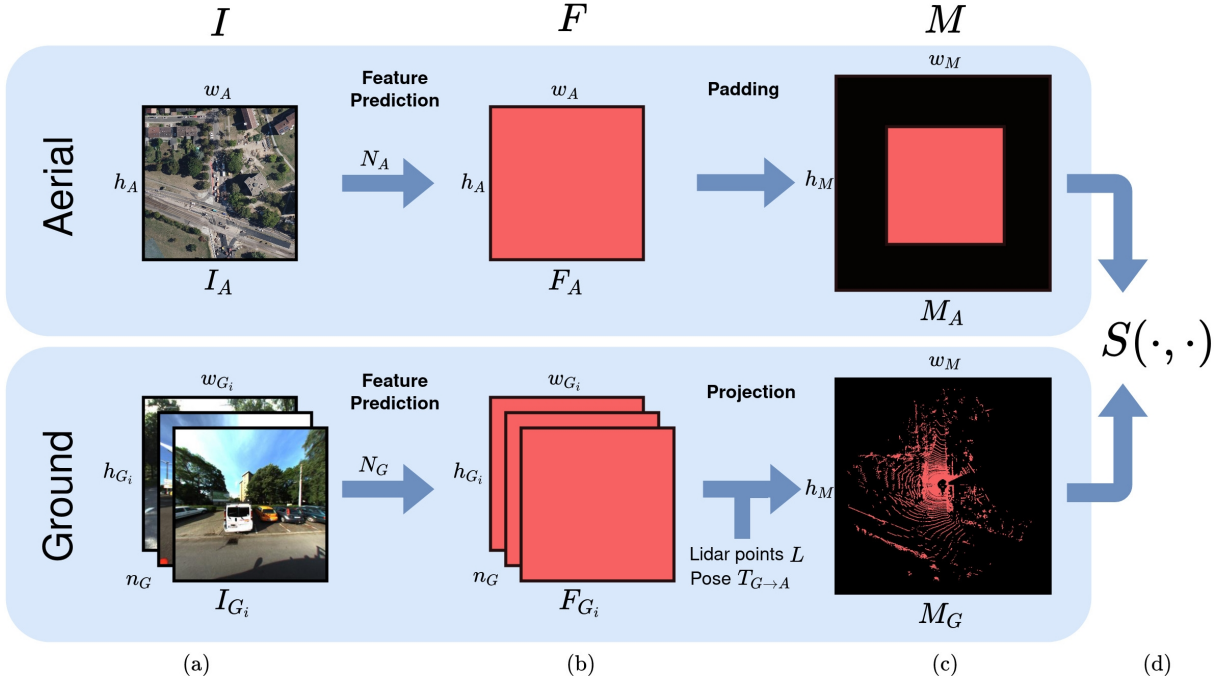 I F M
Aerial
w_A
h_A
I_A
Feature
Prediction
N_A
w_A
h_A
F_A
Padding
w_M
h_M
M_A
S(·, ·)
Ground
w_{G_i}
h_{G_i}
n_G
I_{G_i}
Feature
Prediction
N_G
w_{G_i}
h_{G_i}
n_G
F_{G_i}
Projection
Lidar points L
Pose T_{G→A}
w_M
h_M
M_G
(a) (b) (c) (d)